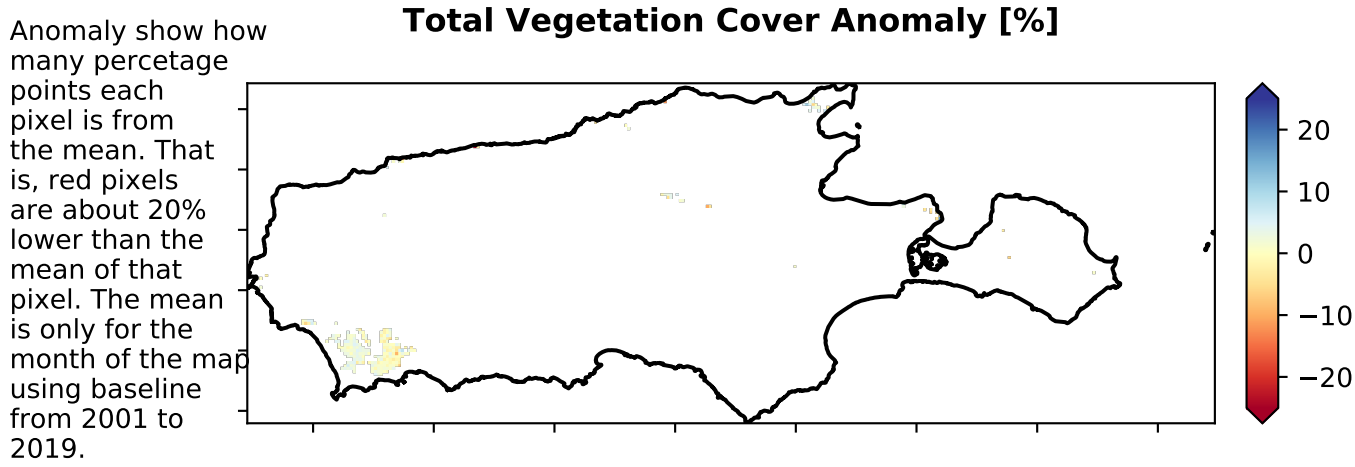 Total Vegetation Cover Anomaly [%]
Anomaly show how
many percetage
points each
pixel is from
the mean. That
is, red pixels
are about 20%
lower than the
mean of that
pixel. The mean
is only for the
month of the map
using baseline
from 2001 to
2019.
20
10
0
−10
−20